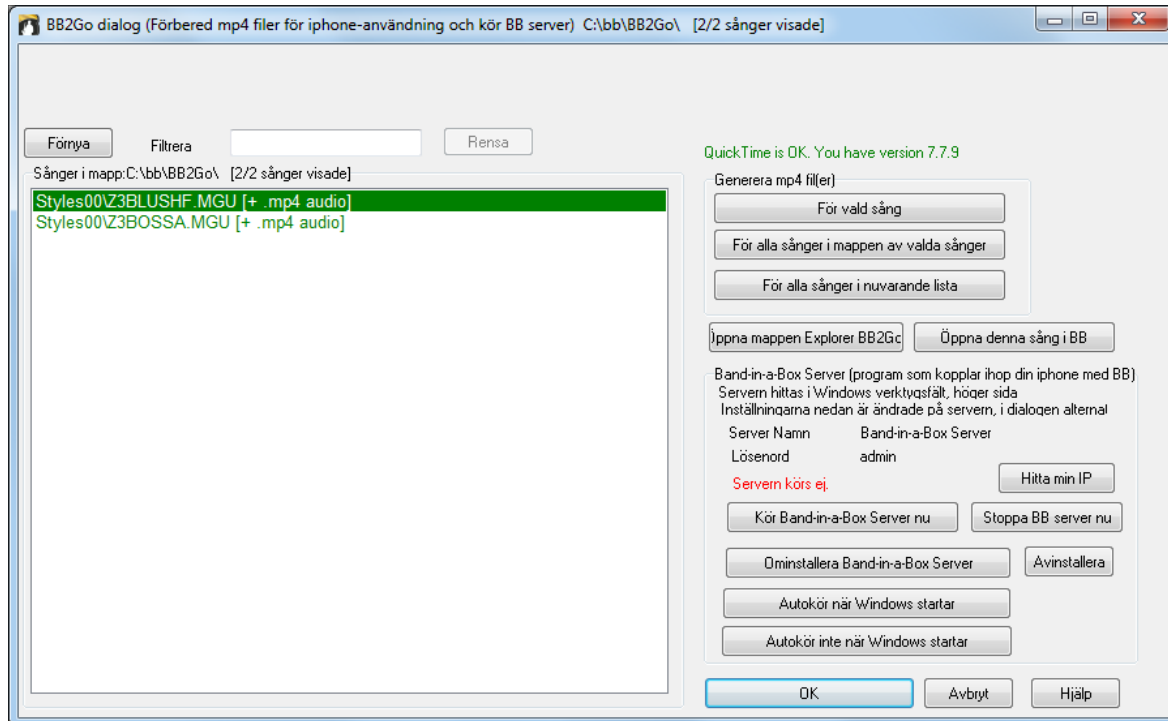 BB2Go dialog (Förbered mp4 filer för iphone-användning och kör BB server) C:\bb\BB2Go\ [2/2 sånger visade]
Förnya
Filtrera
Rensa
Sånger i mapp:C:\bb\BB2Go\ [2/2 sånger visade]
Styles00\Z3BLUSHF.MGU [+ .mp4 audio]
Styles00\Z3BOSSA.MGU [+ .mp4 audio]
QuickTime is OK. You have version 7.7.9
Generera mp4 fil(er)
För vald sång
För alla sånger i mappen av valda sånger
För alla sånger i nuvarande lista
Öppna mappen Explorer BB2Go
Öppna denna sång i BB
Band-in-a-Box Server (program som kopplar ihop din iphone med BB)
Servern hittas i Windows verktygsfält, höger sida
Inställningarna nedan är ändrade på servern, i dialogen alternat
Server Namn Band-in-a-Box Server
Lösenord admin
Servern körs ej.
Hitta min IP
Kör Band-in-a-Box Server nu
Stoppa BB server nu
Ominstallera Band-in-a-Box Server
Avinstallera
Autokör när Windows startar
Autokör inte när Windows startar
OK
Avbryt
Hjälp